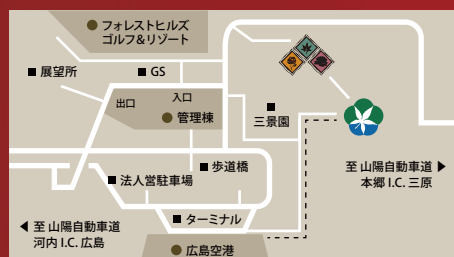 フォレストヒルズ
ゴルフ&リゾート
展望所
GS
出口
入口
管理棟
三景園
歩道橋
法人営駐車場
至 山陽自動車道
本郷 I.C. 三原
ターミナル
至 山陽自動車道
河内 I.C. 広島
広島空港